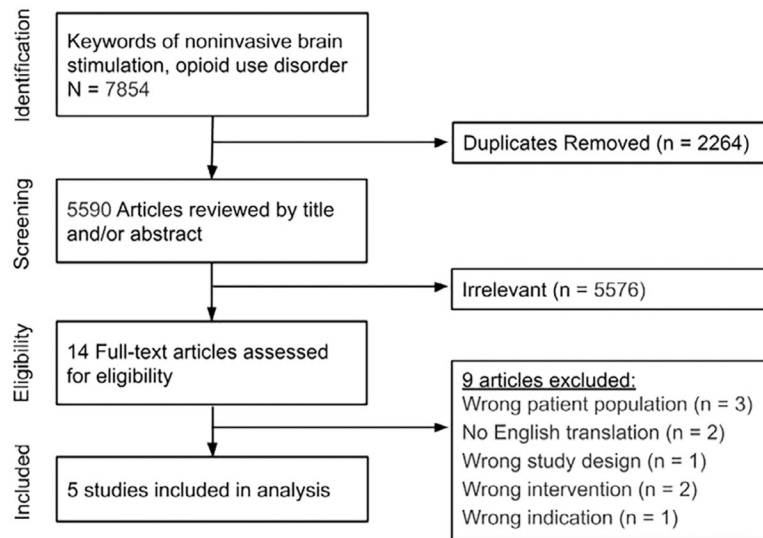 Identification
Keywords of noninvasive brain
stimulation, opioid use disorder
N = 7854
Duplicates Removed (n = 2264)
Screening
5590 Articles reviewed by title
and/or abstract
Irrelevant (n = 5576)
Eligibility
14 Full-text articles assessed
for eligibility
9 articles excluded:
Wrong patient population (n = 3)
No English translation (n = 2)
Wrong study design (n = 1)
Wrong intervention (n = 2)
Wrong indication (n = 1)
Included
5 studies included in analysis